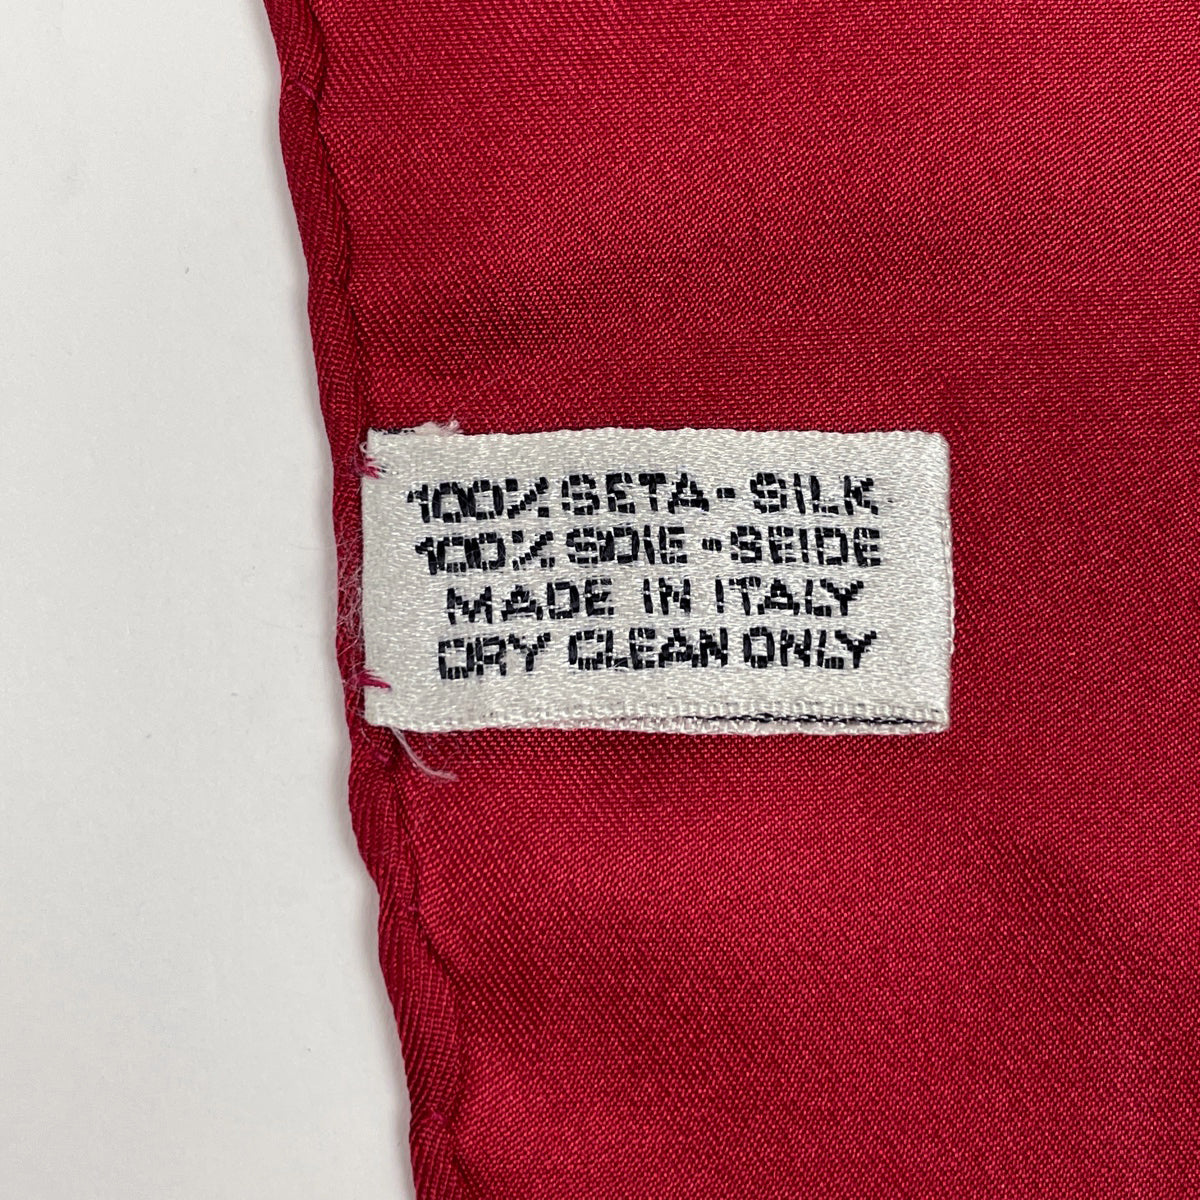 100% SETA - SILK
100% SOIE - SEIDE
MADE IN ITALY
DRY CLEAN ONLY